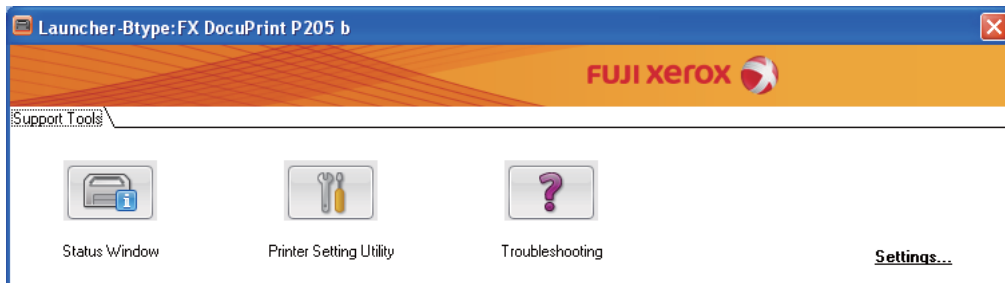 Launcher-Btype:FX DocuPrint P205 b
FUJI xerox
Support Tools
Status Window
Printer Setting Utility
Troubleshooting
Settings...